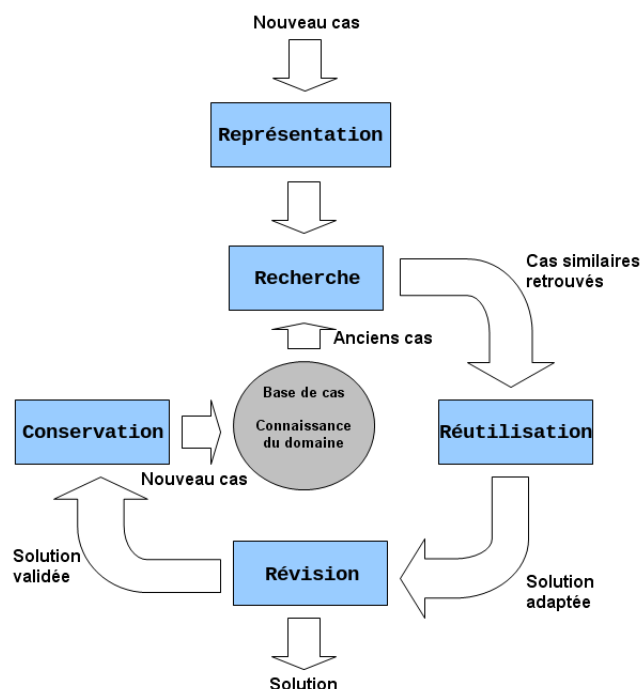 Nouveau cas
Représentation
Recherche
Cas similaires
retrouvés
Anciens cas
Base de cas
Connaissance
du domaine
Conservation
Réutilisation
Nouveau cas
Solution
validée
Révision
Solution
adaptée
Solution